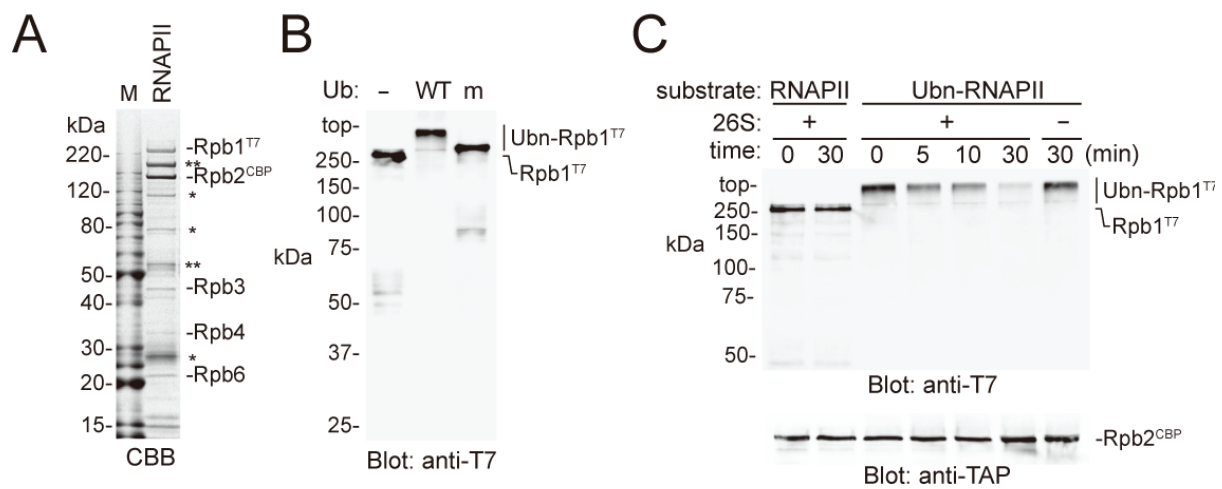 A
M RNAPII
kDa
220-
120-
80-
50-
40-
30-
20-
15-
-Rpb1T7
**
-Rpb2CBP
*
*
**
-Rpb3
-Rpb4
*
-Rpb6
CBB
B
Ub: – WT m
top-
250-
150-
100-
75-
kDa
50-
37-
25-
Ubn-Rpb1T7
Rpb1T7
Blot: anti-T7
C
substrate: RNAPII Ubn-RNAPII
26S: + + –
time: 0 30 0 5 10 30 30 (min)
top-
250-
150-
kDa
100-
75-
50-
Ubn-Rpb1T7
Rpb1T7
Blot: anti-T7
-Rpb2CBP
Blot: anti-TAP